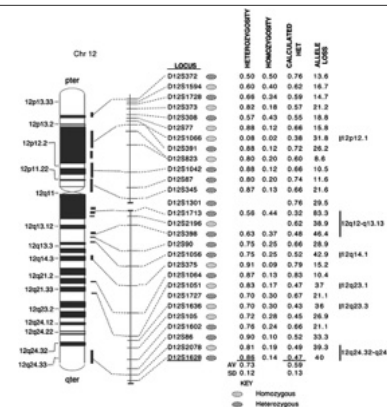 Chr 12
pter
12p13.33
12p13.2
12p12.2
12p11.22
12q11
12q13.12
12q13.3
12q14.3
12q21.2
12q21.33
12q23.2
12q24.12
12q24.22
12q24.32
12q24.33
qter
LOCUS HETEROZYGOSITY HOMOZYGOSITY CALCULATED HET ALLELE LOSS
D12S372 0.50 0.50 0.76 13.6
D12S1594 0.60 0.40 0.62 16.7
D12S1728 0.66 0.34 0.59 14.7
D12S373 0.82 0.18 0.57 21.2
D12S308 0.57 0.43 0.55 18.8
D12S77 0.88 0.12 0.66 15.8
D12S1066 0.08 0.02 0.38 31.8 12p12.1
D12S391 0.88 0.12 0.72 26.2
D12S823 0.80 0.20 0.60 8.6
D12S1042 0.88 0.12 0.66 10.5
D12S87 0.80 0.20 0.74 11.6
D12S345 0.87 0.13 0.66 21.6
D12S1301 0.76 29.5
D12S1713 0.56 0.44 0.32 83.3
D12S2196 0.62 38.9 12q12-q13.13
D12S398 0.63 0.37 0.48 46.4
D12S90 0.75 0.25 0.66 28.9
D12S1056 0.75 0.25 0.52 42.9 12q14.1
D12S375 0.91 0.09 0.79 15.2
D12S1064 0.87 0.13 0.83 10.4
D12S1051 0.83 0.17 0.47 37 12q23.1
D12S1727 0.70 0.30 0.67 21.1
D12S1636 0.70 0.30 0.43 36 12q23.3
D12S105 0.72 0.28 0.45 26.9
D12S1602 0.76 0.24 0.66 21.1
D12S86 0.90 0.10 0.52 33.3
D12S2078 0.81 0.19 0.49 39.3 12q24.32-q24
D12S1628 0.86 0.14 0.47 40
AV 0.73 0.59
SD 0.12 0.13
KEY
Homozygous
Heterozygous